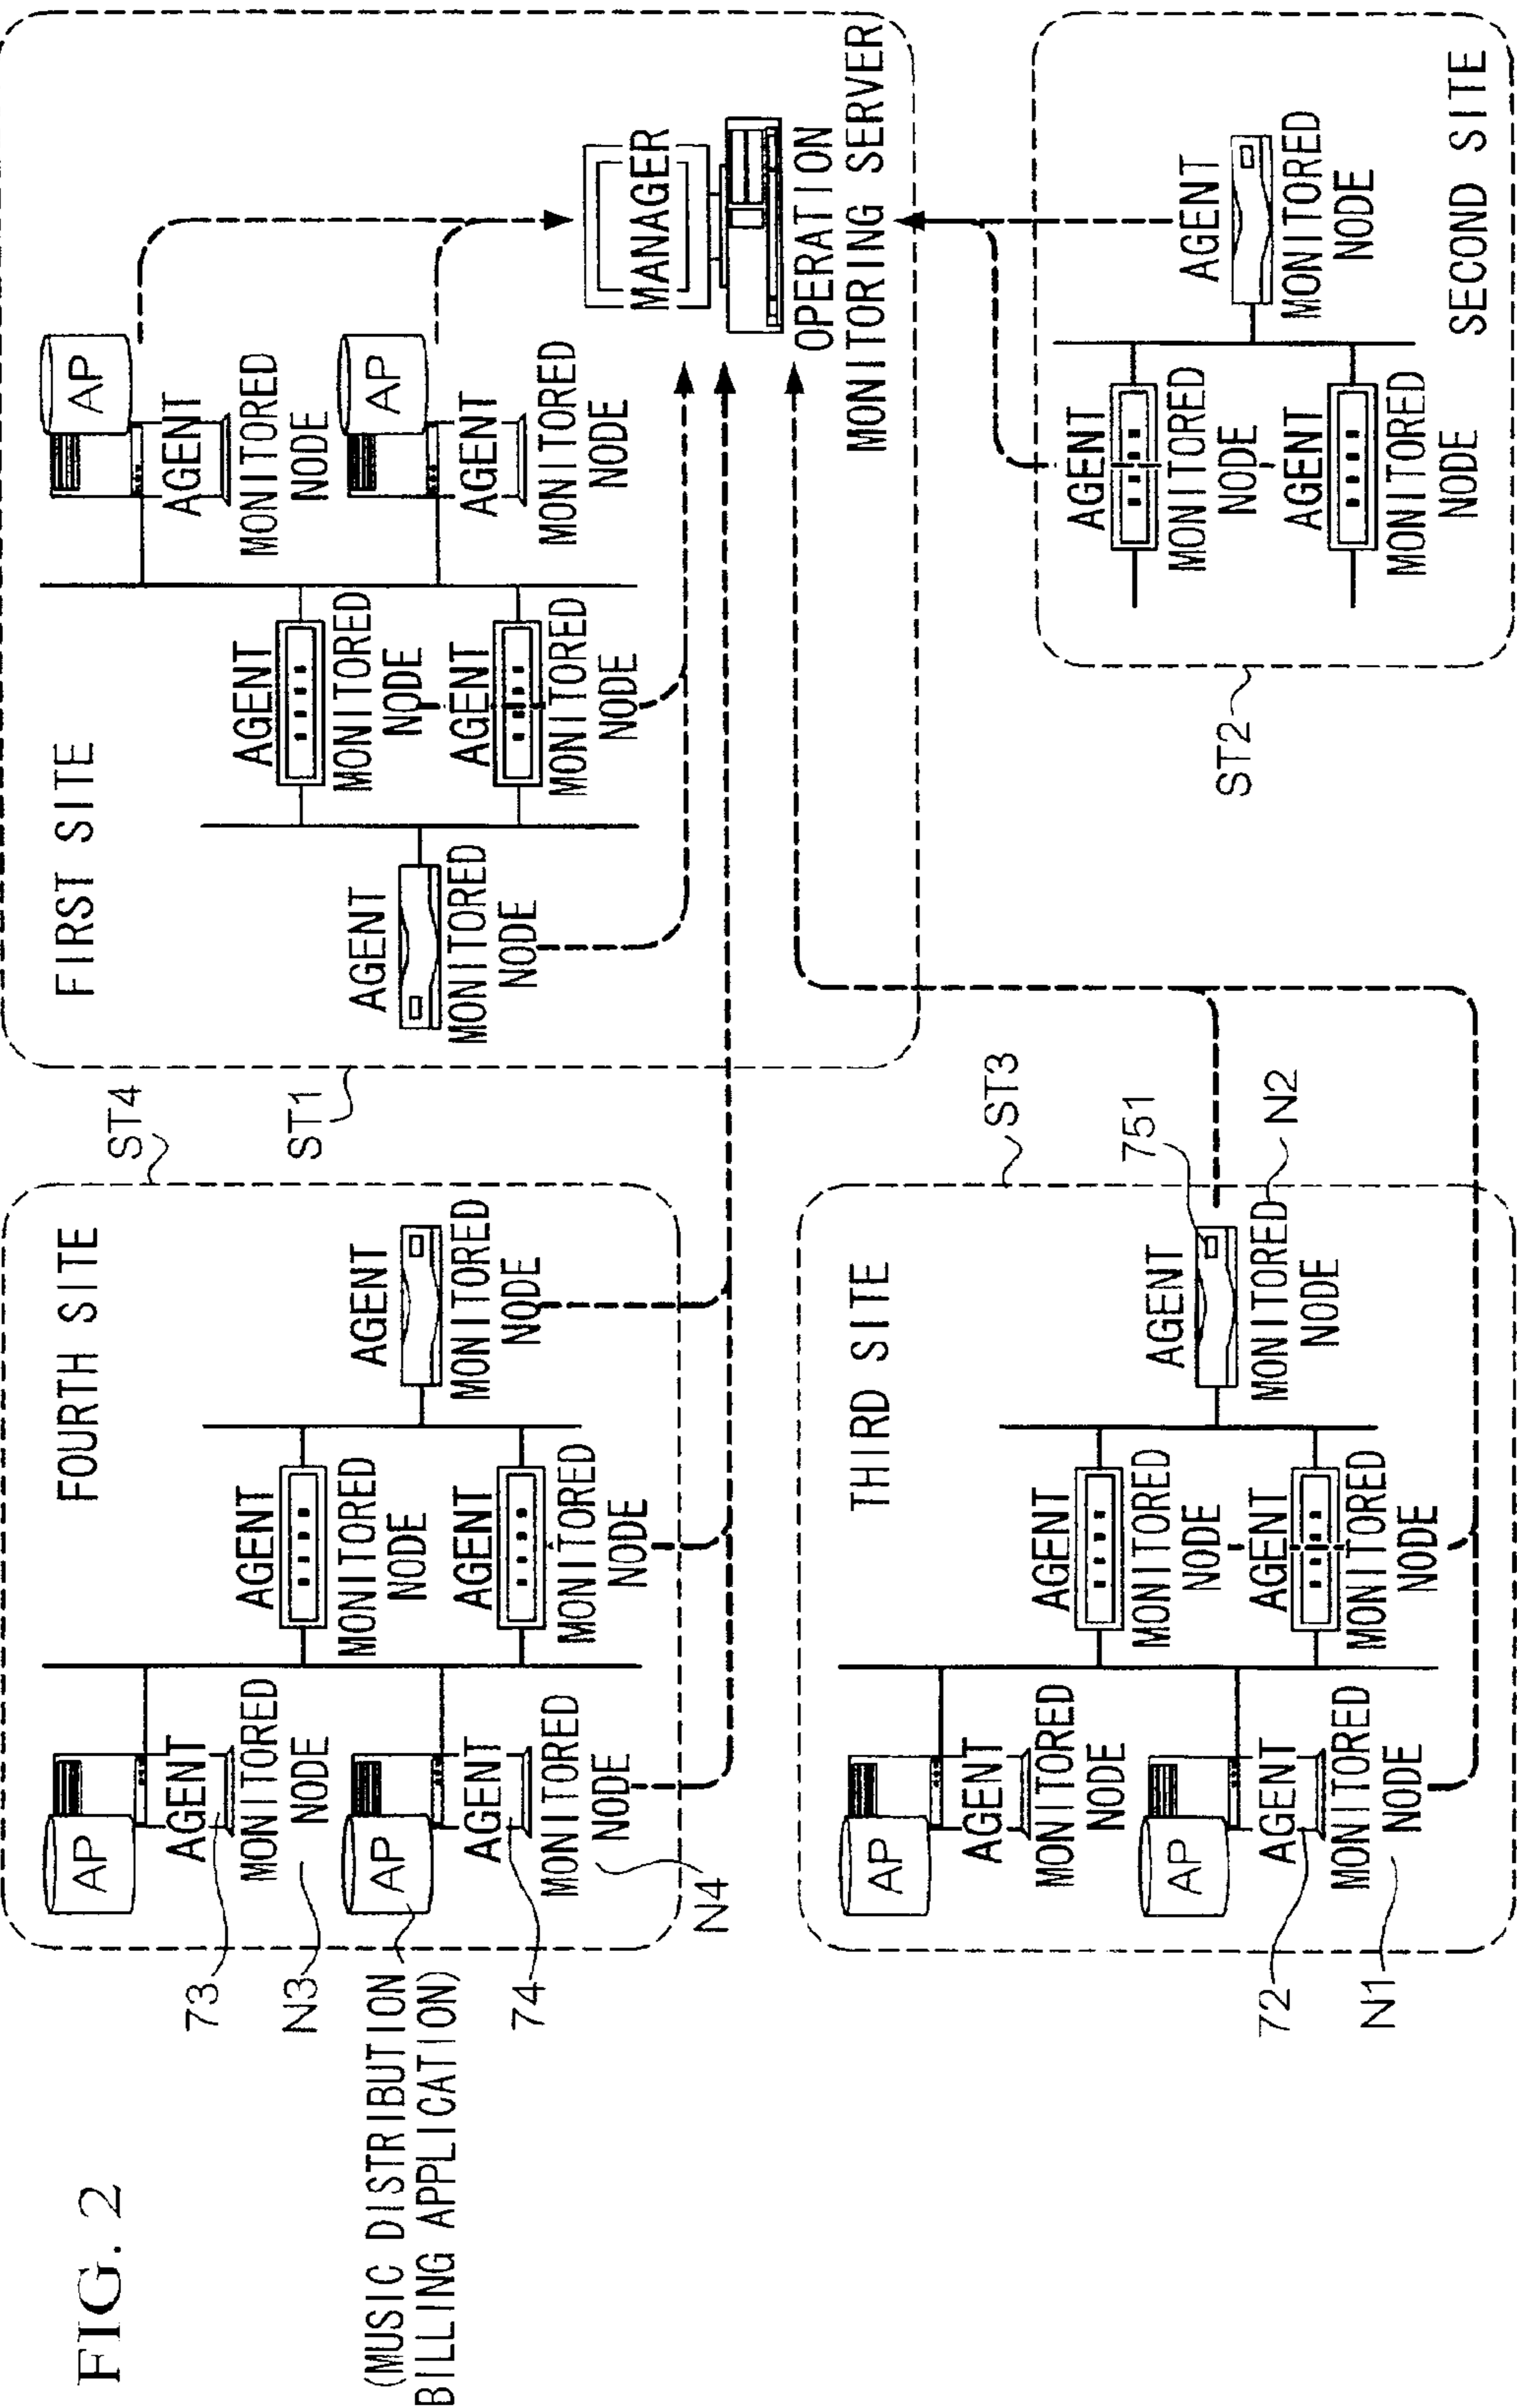 FIG. 2
FOURTH SITE
ST4
AP
AGENT
MONITORED
NODE
73
N3
AP
AGENT
MONITORED
NODE
74
N4
(MUSIC DISTRIBUTION
BILLING APPLICATION)
AGENT
MONITORED
NODE
AGENT
MONITORED
NODE
AGENT
MONITORED
NODE
FIRST SITE
ST1
AGENT
MONITORED
NODE
AGENT
MONITORED
NODE
AGENT
MONITORED
NODE
AP
AGENT
MONITORED
NODE
AP
AGENT
MONITORED
NODE
MANAGER
OPERATION
MONITORING SERVER
THIRD SITE
ST3
AP
AGENT
MONITORED
NODE
AP
AGENT
MONITORED
NODE
72
N1
AGENT
MONITORED
NODE
AGENT
MONITORED
NODE
AGENT
MONITORED
NODE
751
N2
SECOND SITE
ST2
AGENT
MONITORED
NODE
AGENT
MONITORED
NODE
AGENT
MONITORED
NODE